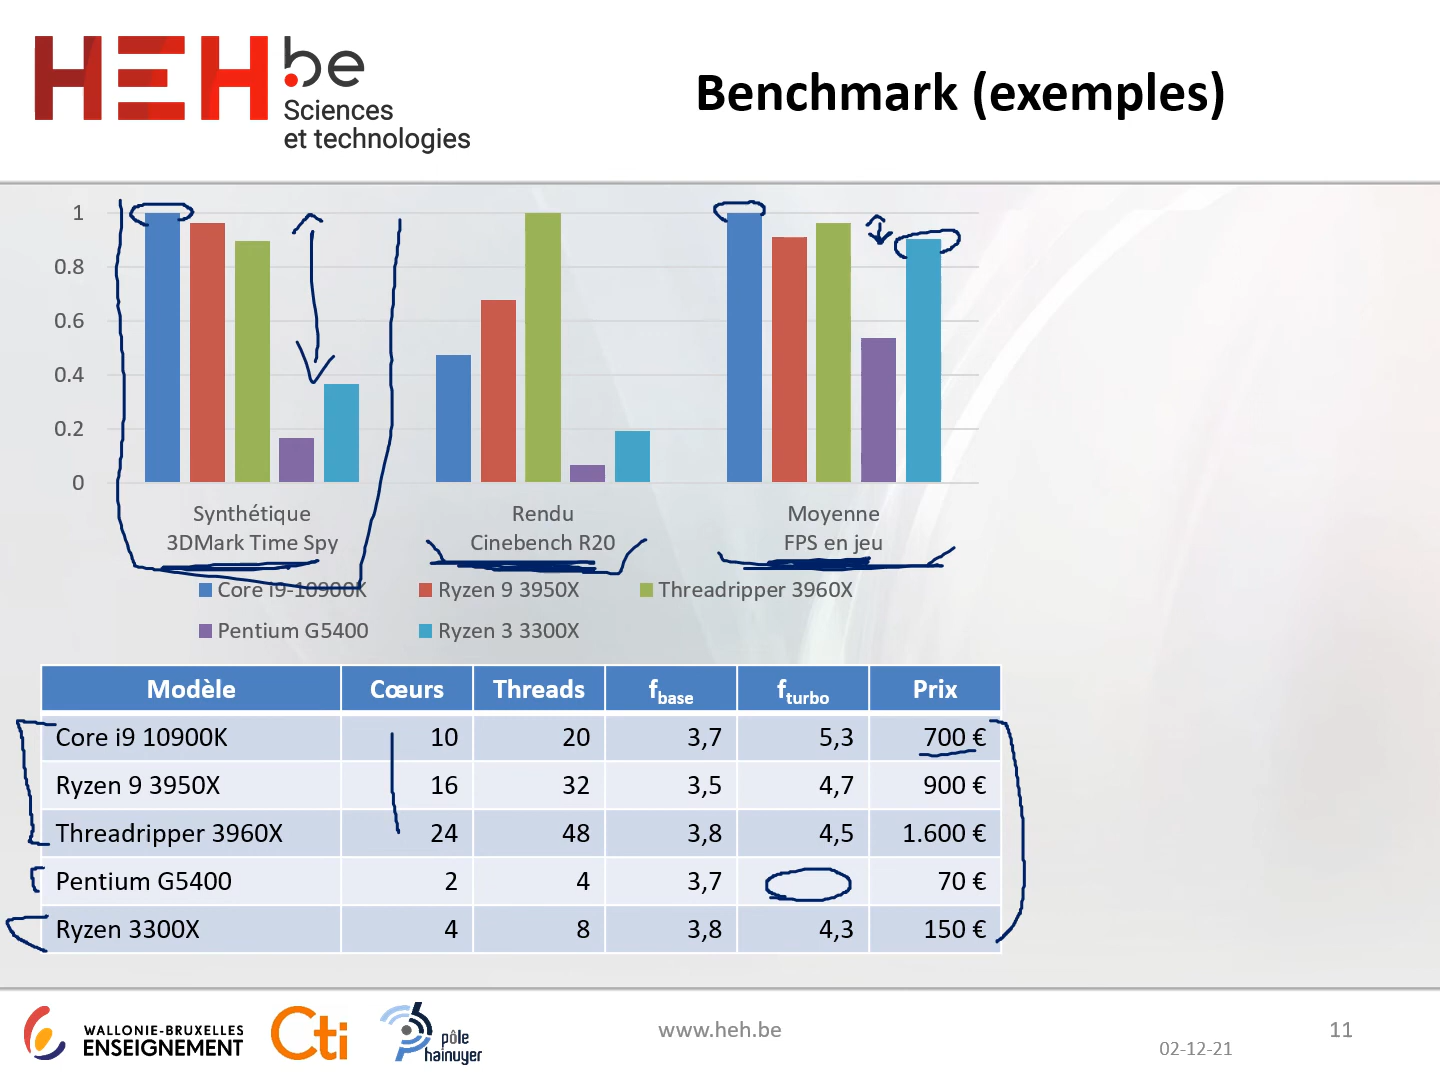 HEH.be
Sciences
et technologies
Benchmark (exemples)
1
0.8
0.6
0.4
0.2
0
Synthétique
3DMark Time Spy
Rendu
Cinebench R20
Moyenne
FPS en jeu
Core i9-10900K Ryzen 9 3950X Threadripper 3960X
Pentium G5400 Ryzen 3 3300X
Modèle Cœurs Threads fbase fturbo Prix
Core i9 10900K 10 20 3,7 5,3 700 €
Ryzen 9 3950X 16 32 3,5 4,7 900 €
Threadripper 3960X 24 48 3,8 4,5 1.600 €
Pentium G5400 2 4 3,7 70 €
Ryzen 3300X 4 8 3,8 4,3 150 €
WALLONIE-BRUXELLES
ENSEIGNEMENT
Cti
pôle
hainuyer
www.heh.be
02-12-21
11